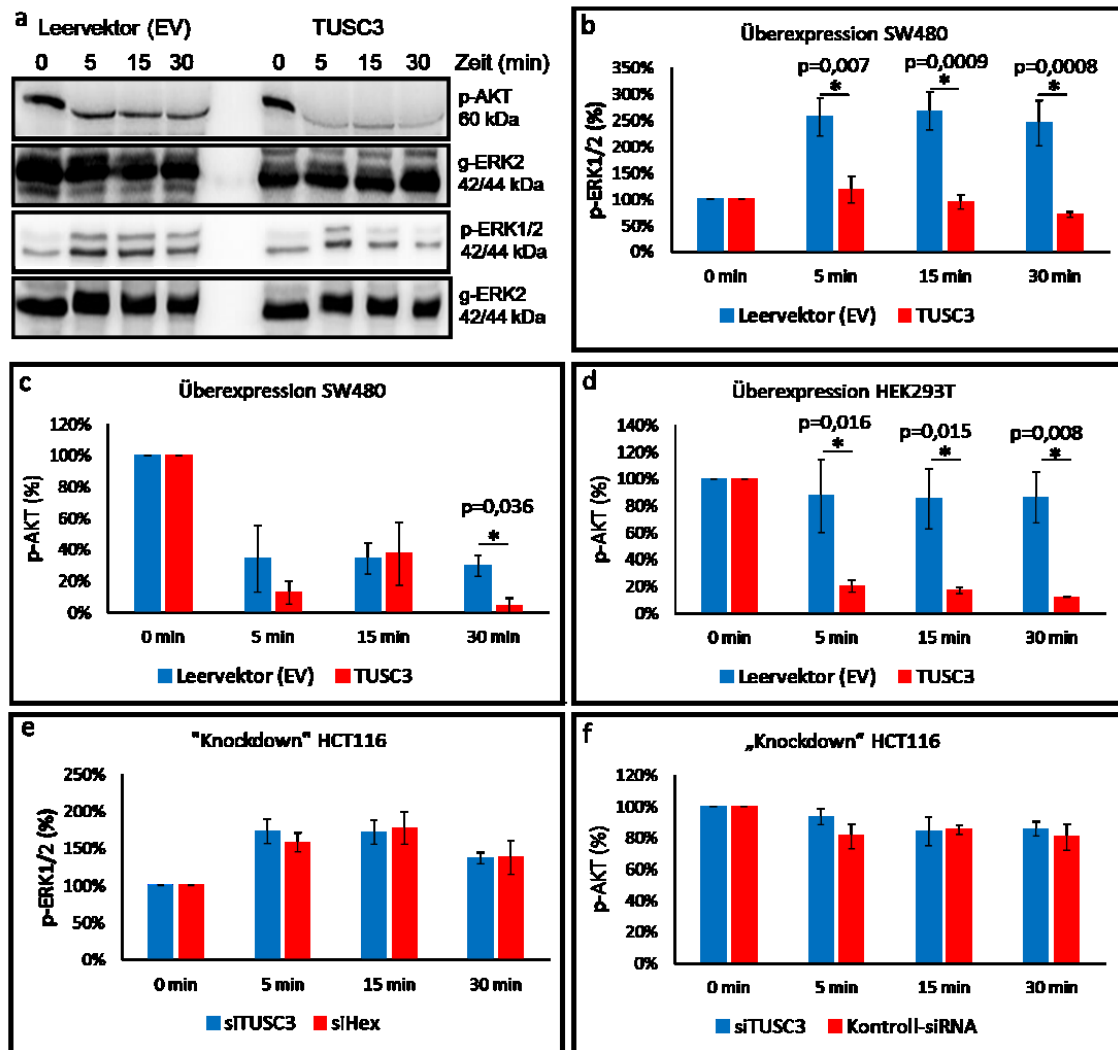 a
Leervektor (EV) TUSC3
0 5 15 30 0 5 15 30 Zeit (min)
p-AKT
60 kDa
g-ERK2
42/44 kDa
p-ERK1/2
42/44 kDa
g-ERK2
42/44 kDa
b
Überexpression SW480
p-ERK1/2 (%)
350%
300%
250%
200%
150%
100%
50%
0%
p=0,007 p=0,0009 p=0,0008
* * *
0 min 5 min 15 min 30 min
Leervektor (EV) TUSC3
c
Überexpression SW480
p-AKT (%)
120%
100%
80%
60%
40%
20%
0%
p=0,036
*
0 min 5 min 15 min 30 min
Leervektor (EV) TUSC3
d
Überexpression HEK293T
p-AKT (%)
140%
120%
100%
80%
60%
40%
20%
0%
p=0,016 p=0,015 p=0,008
* * *
0 min 5 min 15 min 30 min
Leervektor (EV) TUSC3
e
"Knockdown" HCT116
p-ERK1/2 (%)
250%
200%
150%
100%
50%
0%
0 min 5 min 15 min 30 min
siTUSC3 siHex
f
„Knockdown" HCT116
p-AKT (%)
120%
100%
80%
60%
40%
20%
0%
0 min 5 min 15 min 30 min
siTUSC3 Kontroll-siRNA